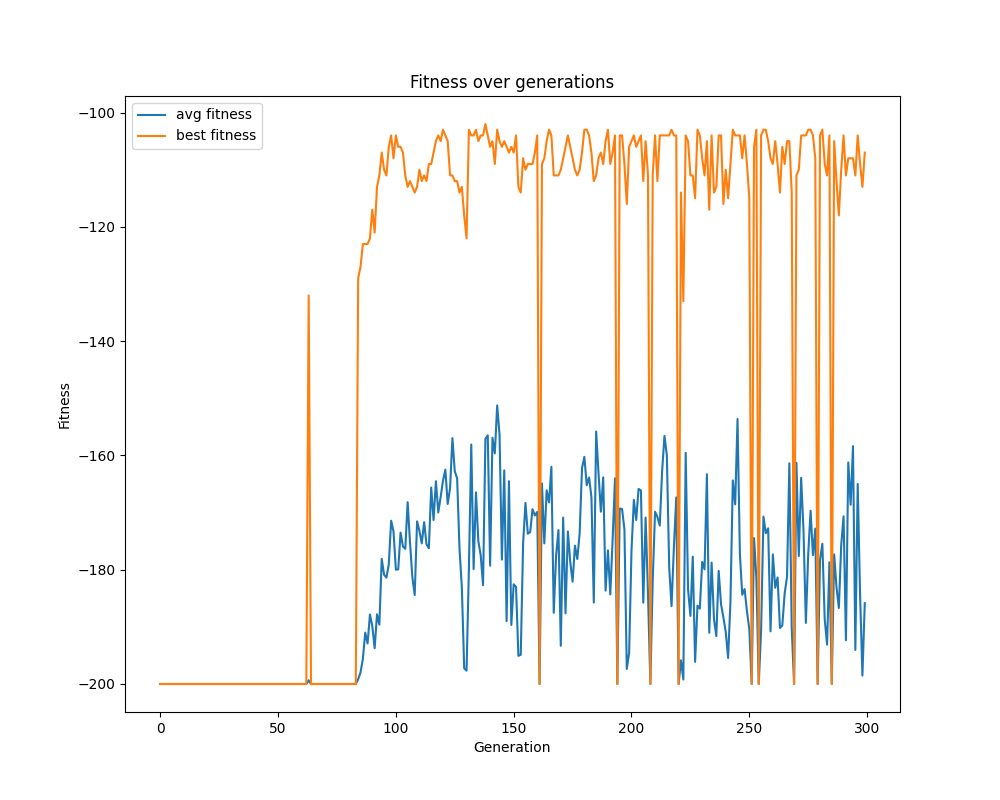 Fitness over generations
avg fitness
best fitness
−100
−120
−140
−160
−180
−200
Fitness
0 50 100 150 200 250 300
Generation